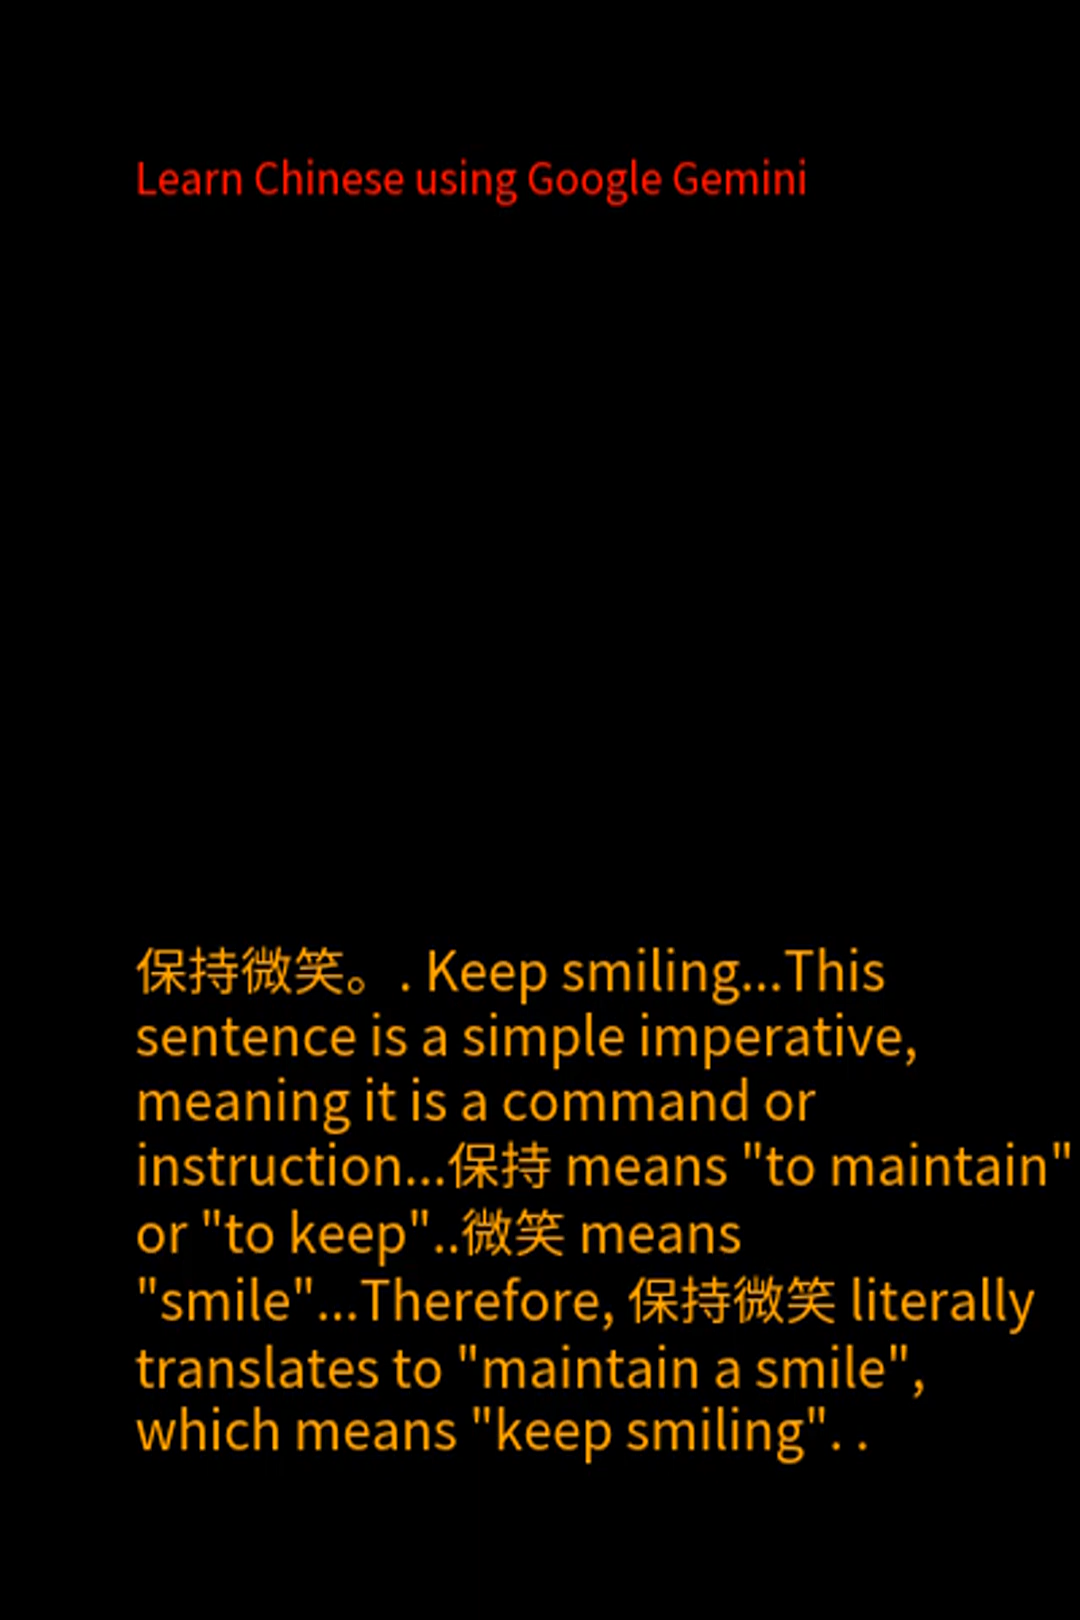 Learn Chinese using Google Gemini
保持微笑。 . Keep smiling...This
sentence is a simple imperative,
meaning it is a command or
instruction...保持 means "to maintain"
or "to keep"..微笑 means
"smile"...Therefore, 保持微笑 literally
translates to "maintain a smile",
which means "keep smiling". .